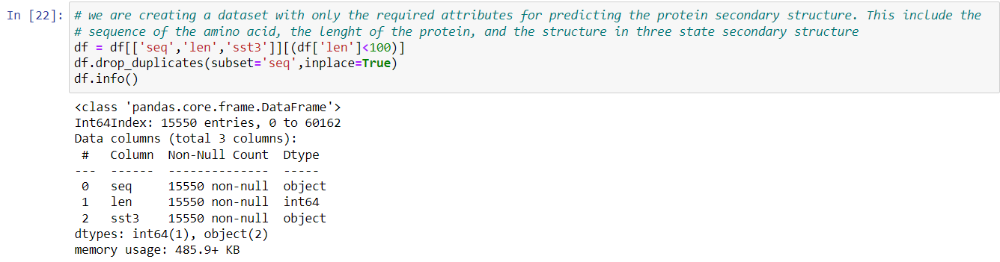 In [22]: # we are creating a dataset with only the required attributes for predicting the protein secondary structure. This include the
# sequence of the amino acid, the lenght of the protein, and the structure in three state secondary structure
df = df[['seq','len','sst3']][(df['len']<100)]
df.drop_duplicates(subset='seq',inplace=True)
df.info()
<class 'pandas.core.frame.DataFrame'>
Int64Index: 15550 entries, 0 to 60162
Data columns (total 3 columns):
 #   Column  Non-Null Count  Dtype
---  ------  --------------  -----
 0   seq     15550 non-null  object
 1   len     15550 non-null  int64
 2   sst3    15550 non-null  object
dtypes: int64(1), object(2)
memory usage: 485.9+ KB